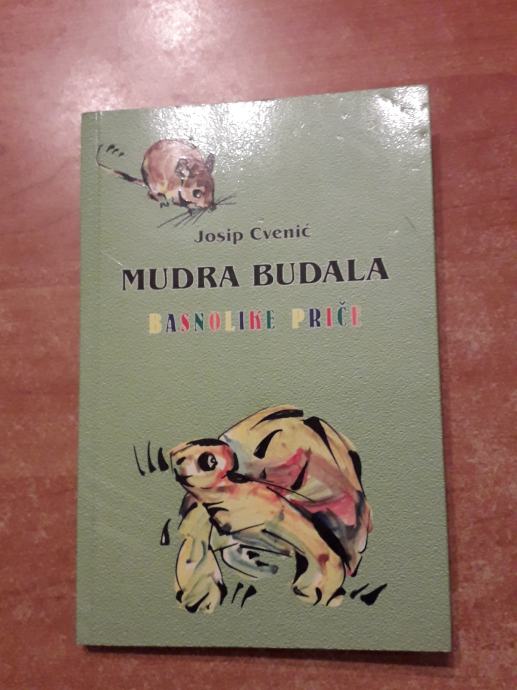 Josip Cvenić
MUDRA BUDALA
BASNOLIKE PRIČE